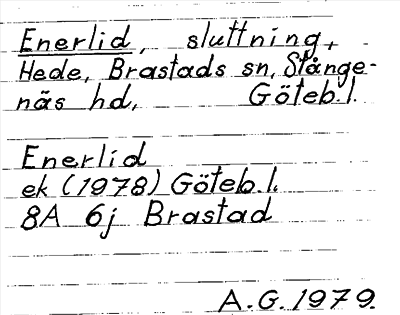 Enerlid, sluttning,
Hede, Brastads sn, Stånge-
näs hd, Göteb.l.
Enerlid
ek (1978) Göteb.l.
8A 6j Brastad
A.G. 1979.